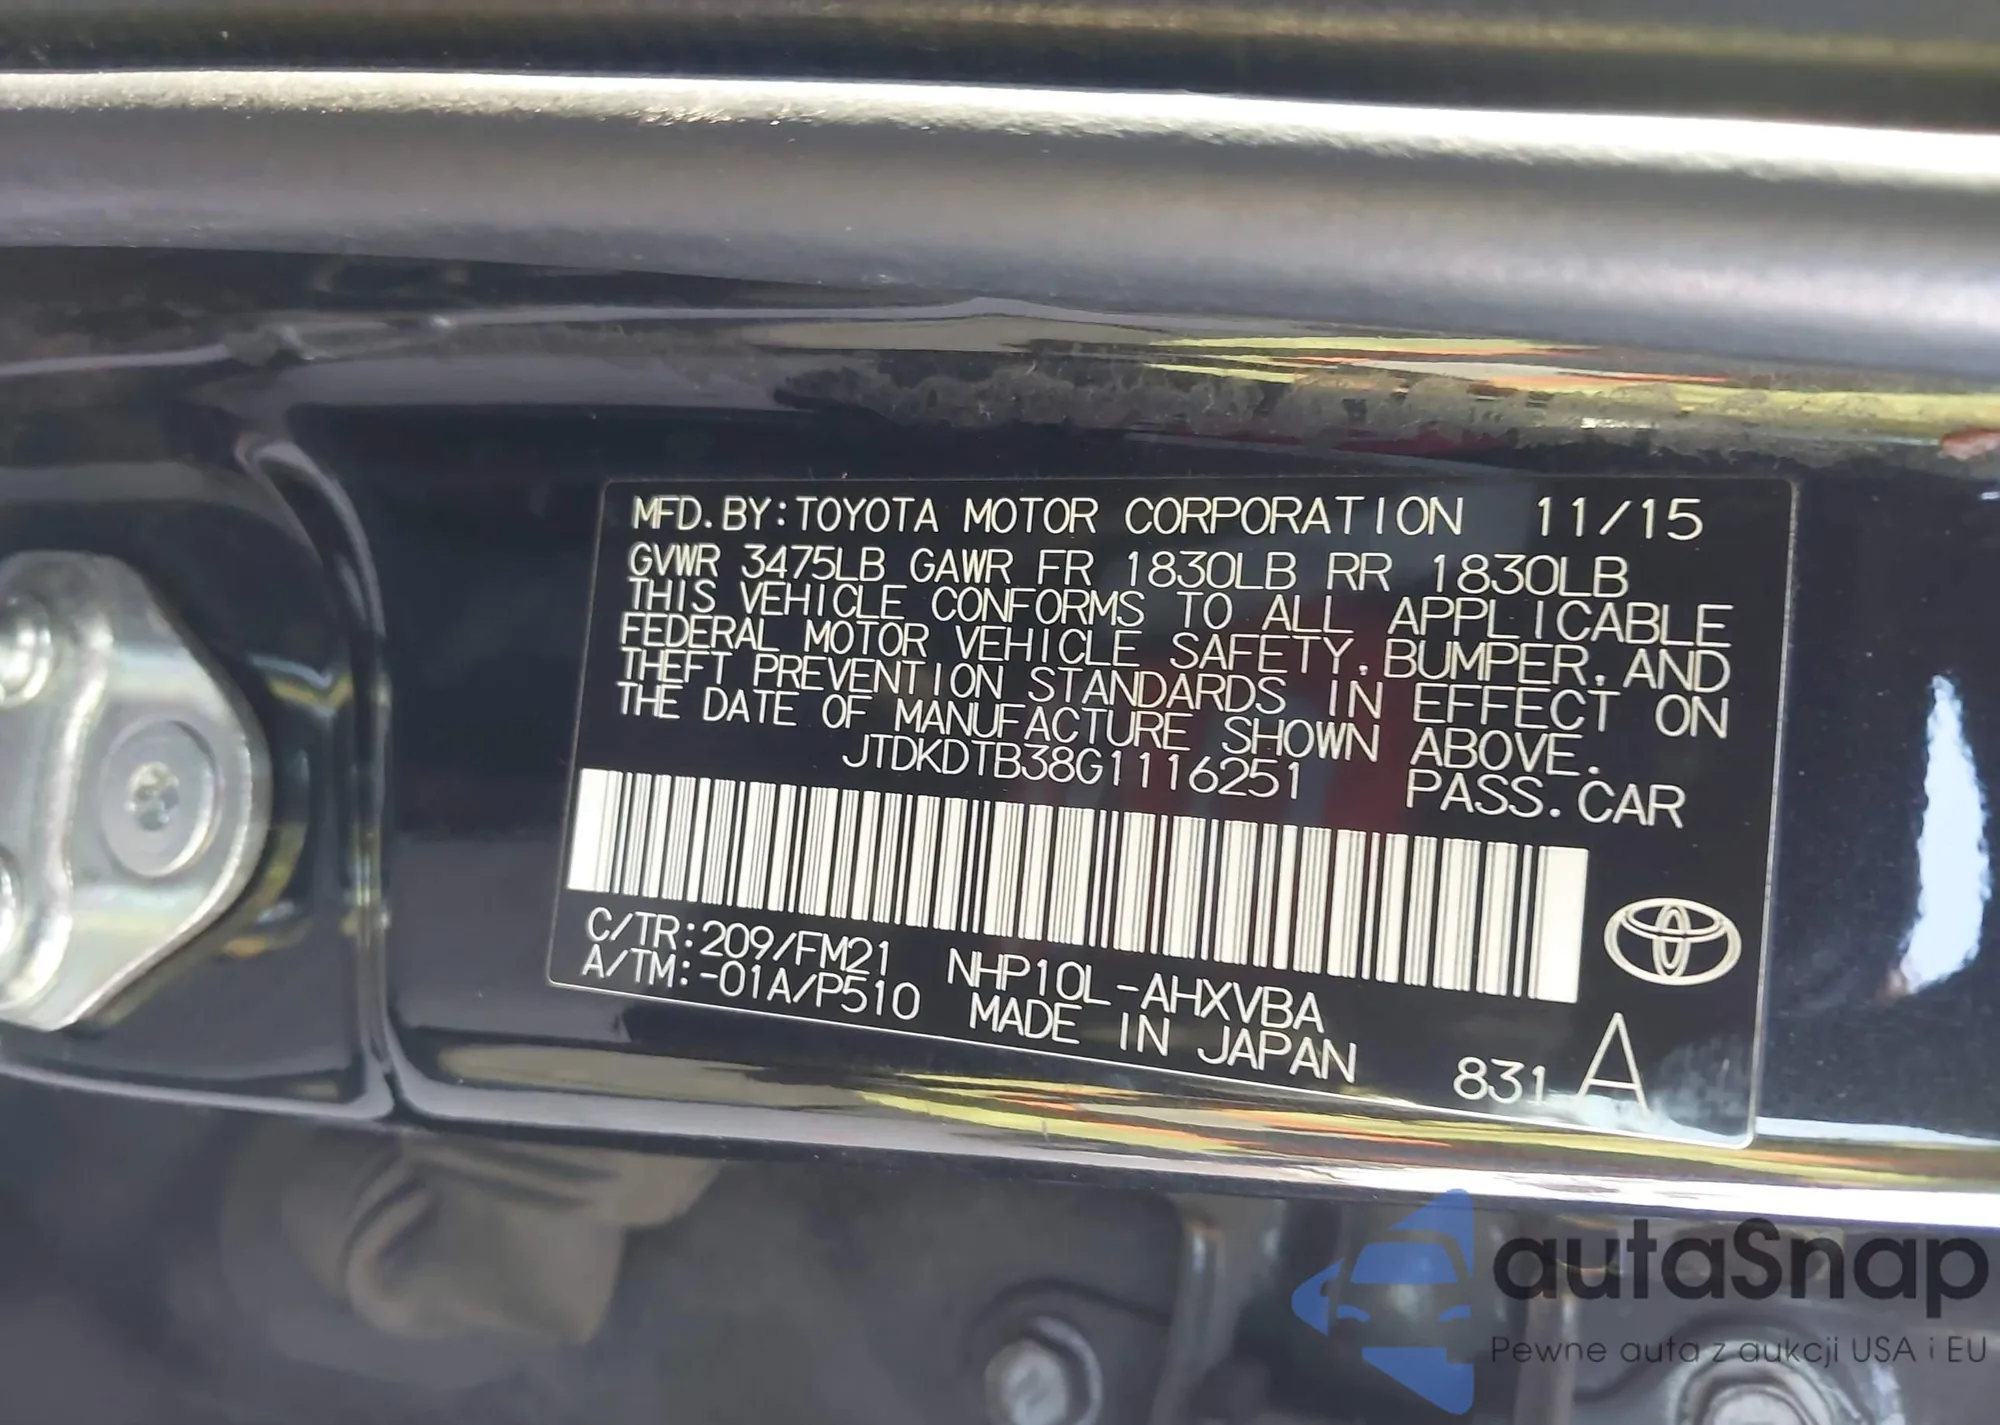 MFD.BY:TOYOTA MOTOR CORPORATION 11/15
GVWR 3475LB GAWR FR 1830LB RR 1830LB
THIS VEHICLE CONFORMS TO ALL APPLICABLE
FEDERAL MOTOR VEHICLE SAFETY,BUMPER,AND
THEFT PREVENTION STANDARDS IN EFFECT ON
THE DATE OF MANUFACTURE SHOWN ABOVE.
JTDKDTB38G1116251 PASS.CAR
C/TR:209/FM21 NHP10L-AHXVBA
A/TM:-01A/P510 MADE IN JAPAN
831 A
autaSnap
Pewne auta z aukcji USA i EU